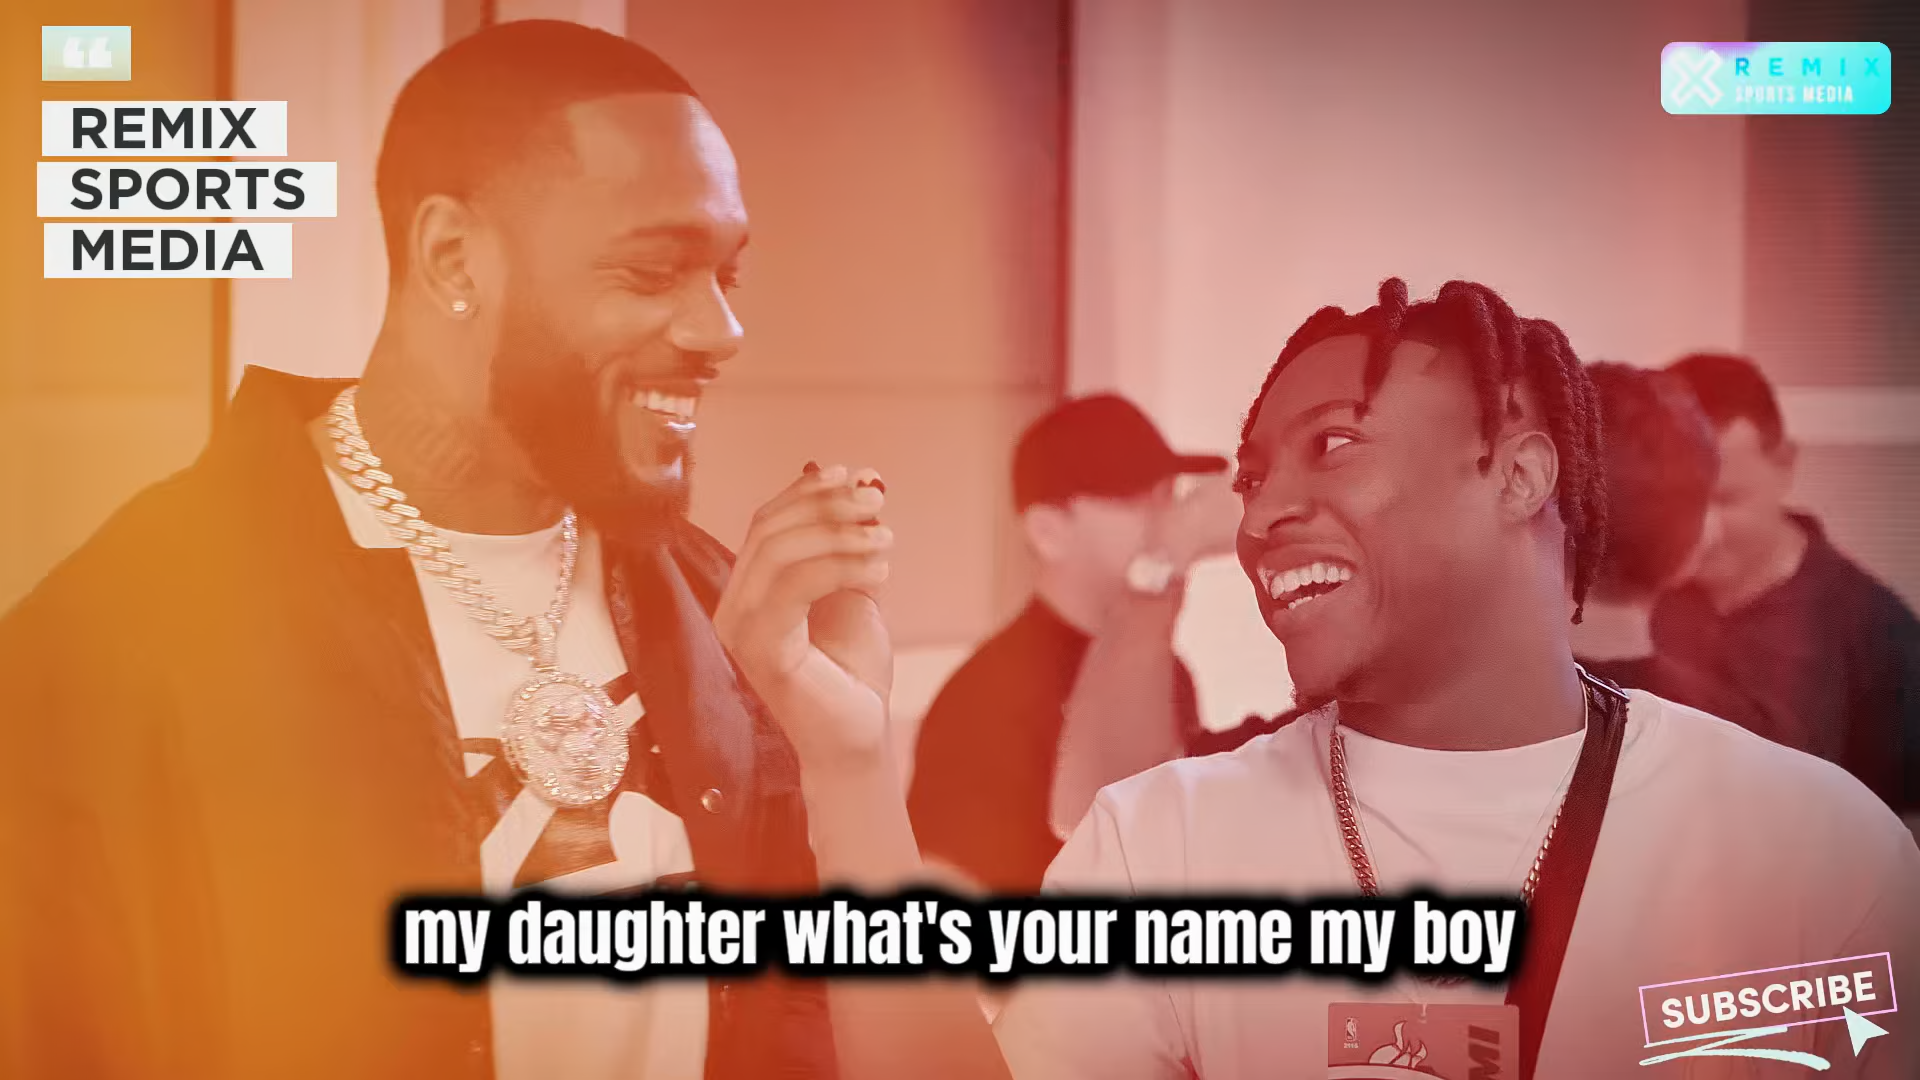 REMIX
SPORTS
MEDIA
REMIX
SPORTS MEDIA
my daughter what's your name my boy
SUBSCRIBE